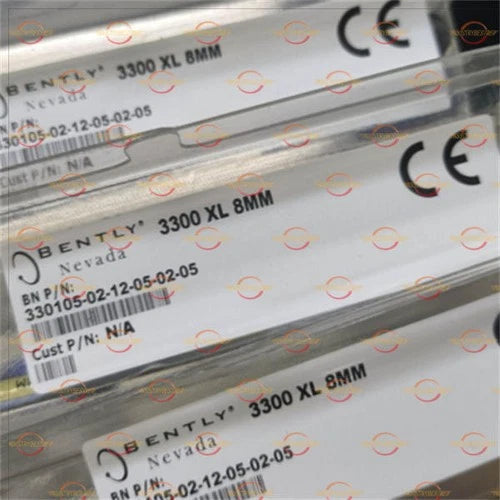 BENTLY® 3300 XL 8MM
Nevada
BN P/N:
330105-02-12-05-02-05
Cust P/N: N/A
CE
BENTLY® 3300 XL 8MM
Nevada
BN P/N:
330105-02-12-05-02-05
Cust P/N: N/A
CE
BENTLY® 3300 XL 8MM
Nevada
BN P/N:
105-02-12-05-02-05